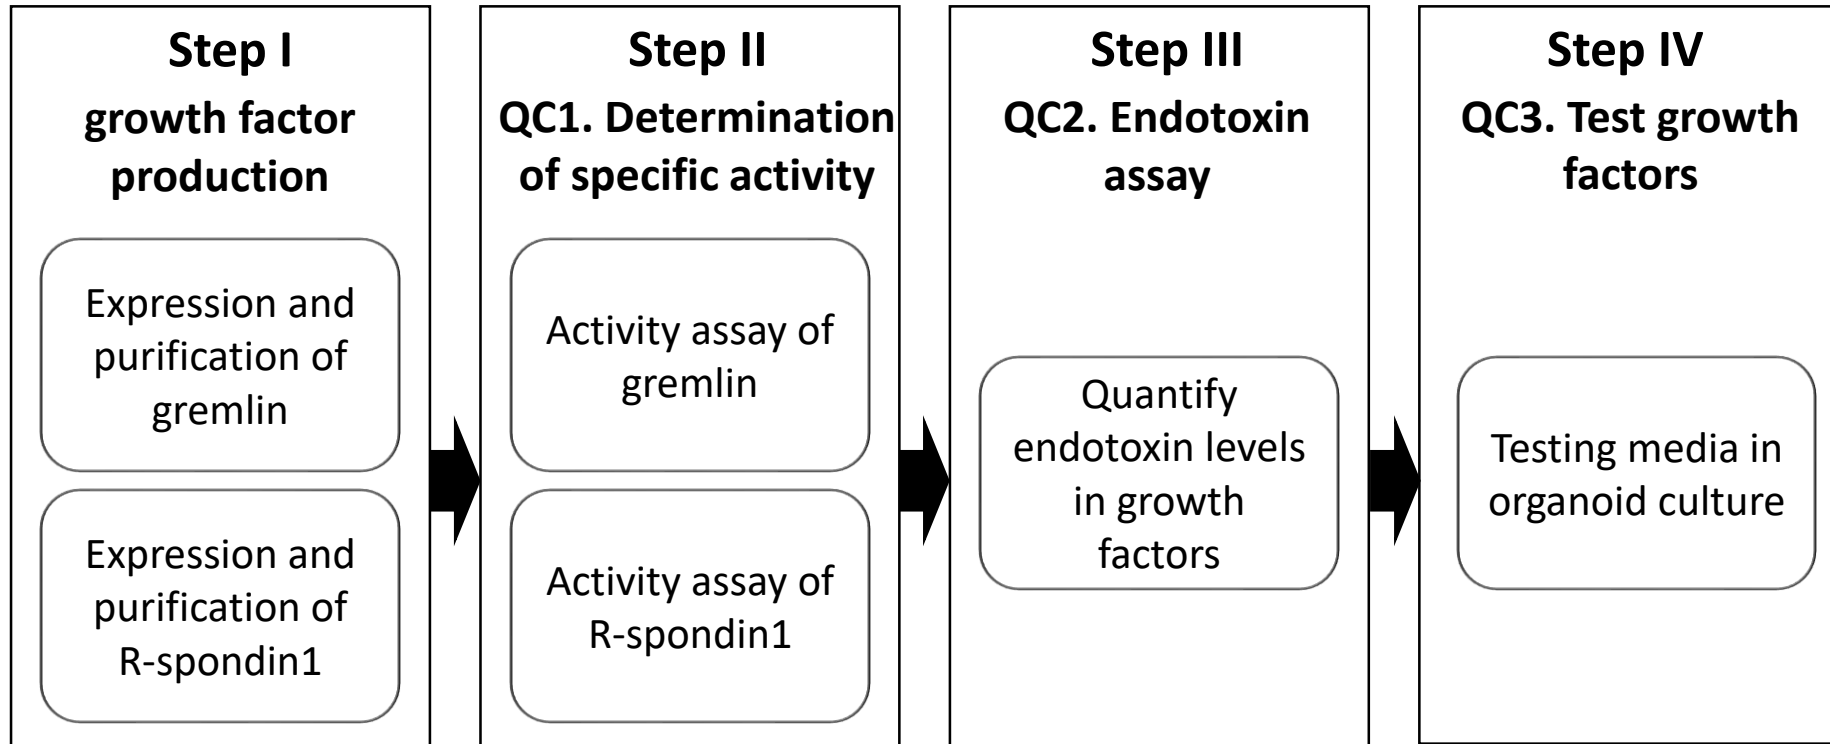 Step I
growth factor
production
Expression and
purification of
gremlin
Expression and
purification of
R-spondin1
Step II
QC1. Determination
of specific activity
Activity assay of
gremlin
Activity assay of
R-spondin1
Step III
QC2. Endotoxin
assay
Quantify
endotoxin levels
in growth
factors
Step IV
QC3. Test growth
factors
Testing media in
organoid culture